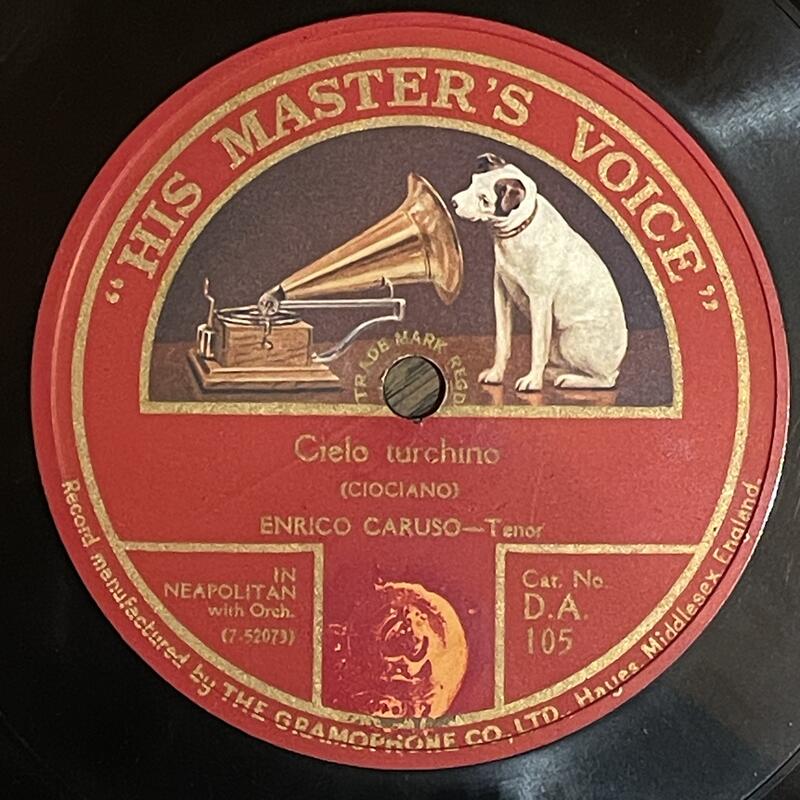 "HIS MASTER'S VOICE"
TRADE MARK REGD
Cielo turchino
(CIOCIANO)
ENRICO CARUSO—Tenor
IN
NEAPOLITAN
with Orch.
(7-52073)
Cat. No.
D.A.
105
Record manufactured by THE GRAMOPHONE CO, LTD., Hayes, Middlesex, England.